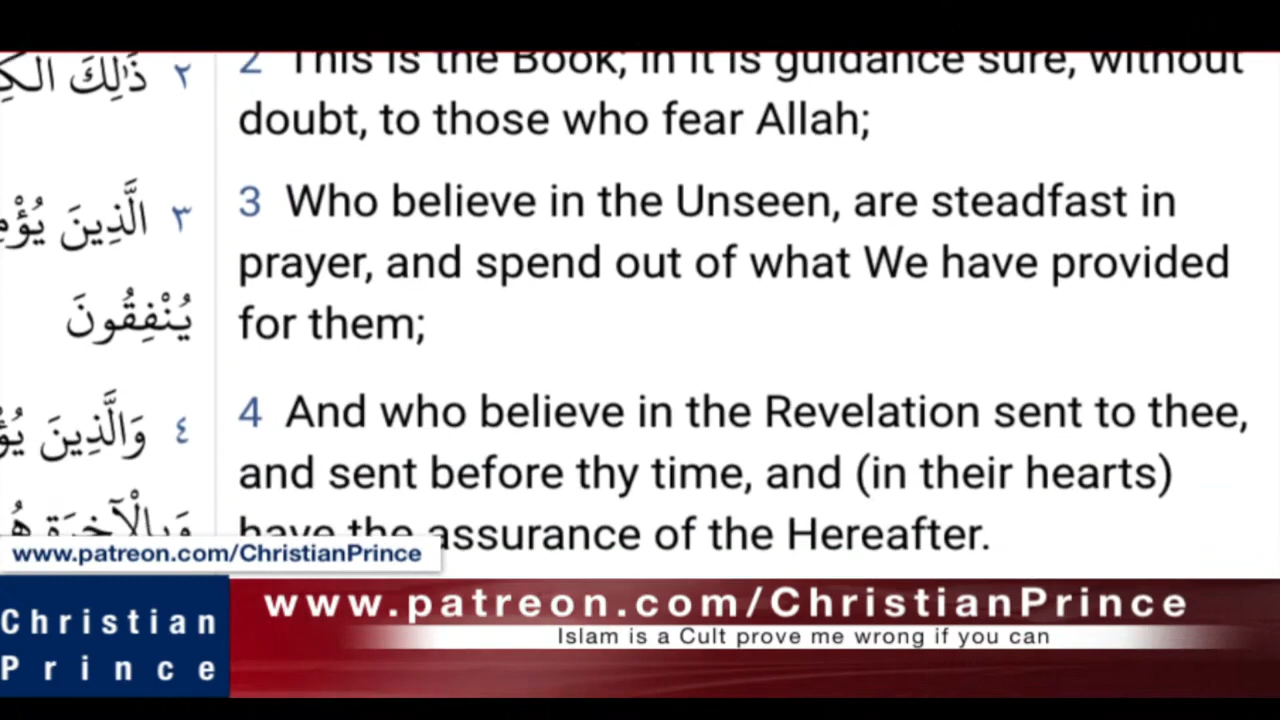 2 This is the Book; in it is guidance sure, without
doubt, to those who fear Allah;
3 Who believe in the Unseen, are steadfast in
prayer, and spend out of what We have provided
for them;
4 And who believe in the Revelation sent to thee,
and sent before thy time, and (in their hearts)
have the assurance of the Hereafter.
٢ ذَٰلِكَ
٣ الَّذِينَ
يُنْفِقُونَ
٤ وَالَّذِينَ
وَبِالْآخِرَةِ
www.patreon.com/ChristianPrince
Christian
Prince
www.patreon.com/ChristianPrince
Islam is a Cult prove me wrong if you can